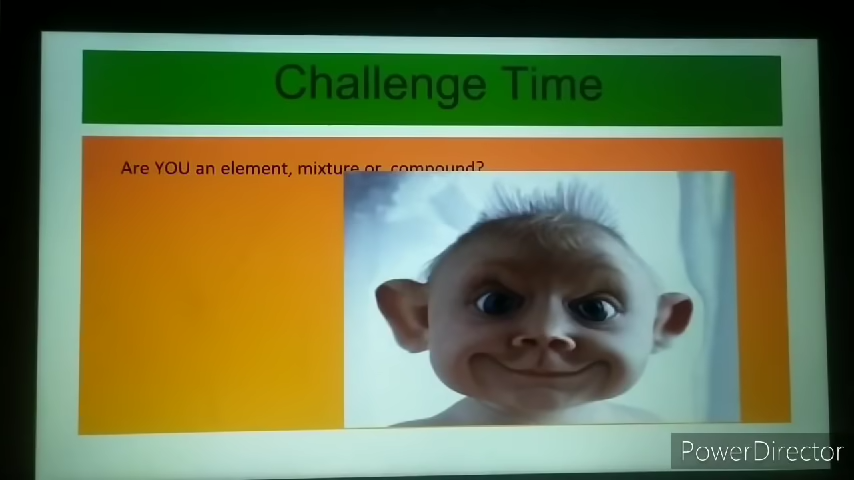 Challenge Time
Are YOU an element, mixture or compound?
PowerDirector